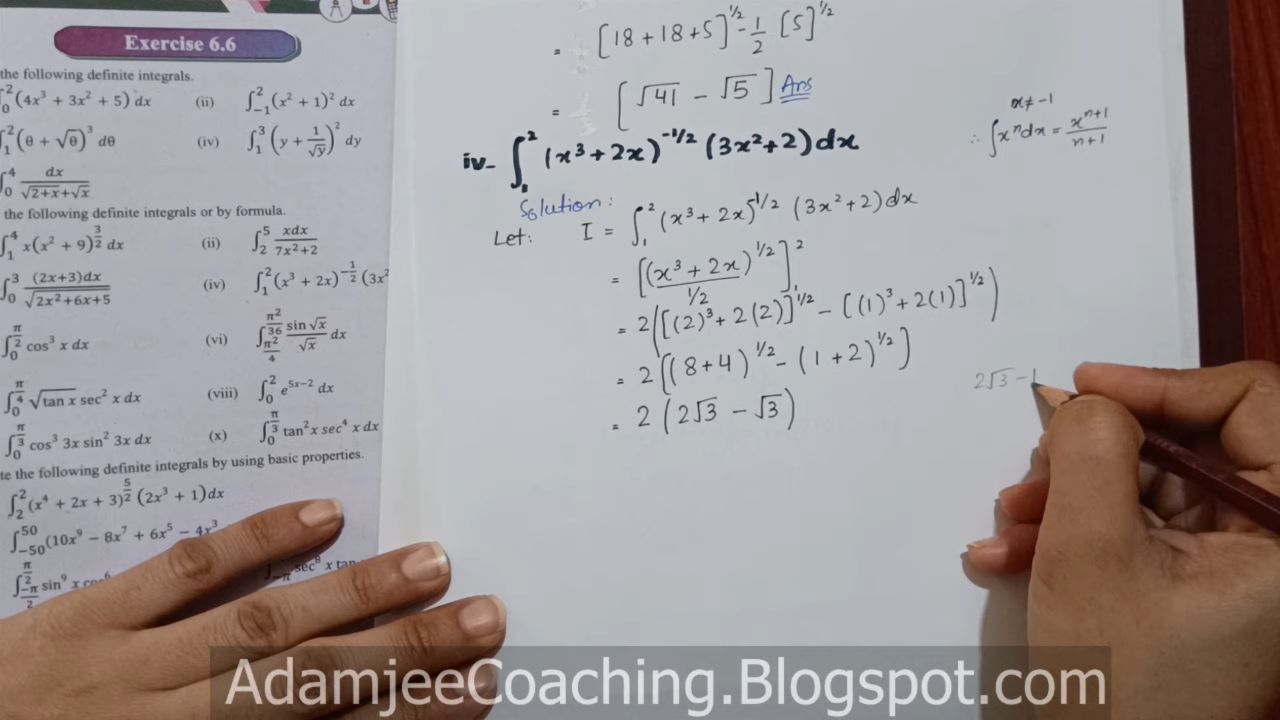 Exercise 6.6
the following definite integrals.
∫₀² (4x³ + 3x² + 5) dx (ii) ∫₋₁² (x² + 1)² dx
∫₁² (θ + √θ)³ dθ (iv) ∫₁³ (y + 1/√y)² dy
∫₀⁴ dx/(√2+x+√x)
the following definite integrals or by formula.
∫₁⁴ x(x² + 9)^(3/2) dx (ii) ∫₂⁵ xdx/(7x²+2)
∫₀³ (2x+3)dx/√(2x²+6x+5) (iv) ∫₁² (x³ + 2x)^(-1/2) (3x²
∫₀^(π/2) cos³ x dx (vi) ∫_(π²/4)^(π²/36) sin √x/√x dx
∫₀^(π/4) √tan x sec² x dx (viii) ∫₀² e^(5x−2) dx
∫₀^(π/3) cos³ 3x sin² 3x dx (x) ∫₀^(π/3) tan² x sec⁴ x dx
te the following definite integrals by using basic properties.
∫₂² (x⁴ + 2x + 3)^(5/2) (2x³ + 1)dx
∫₋₅₀⁵⁰ (10x⁹ − 8x⁷ + 6x⁵ − 4x³
sin⁹ x
sec⁸ x tan
= [18+18+5]^(1/2) - 1/2 [5]^(1/2)
= [√41 - √5] Ans
iv- ∫₁² (x³+2x)^(-1/2) (3x²+2)dx
x≠-1
∴ ∫xⁿdx = x^(n+1)/(n+1)
Solution:
Let: I = ∫₁² (x³+2x)^(-1/2) (3x²+2)dx
= [(x³+2x)^(1/2)/(1/2)]²
= 2([(2)³+2(2)]^(1/2) - [(1)³+2(1)]^(1/2))
= 2[(8+4)^(1/2) - (1+2)^(1/2)]
= 2(2√3 - √3)
2√3 - 1
AdamjeeCoaching.Blogspot.com